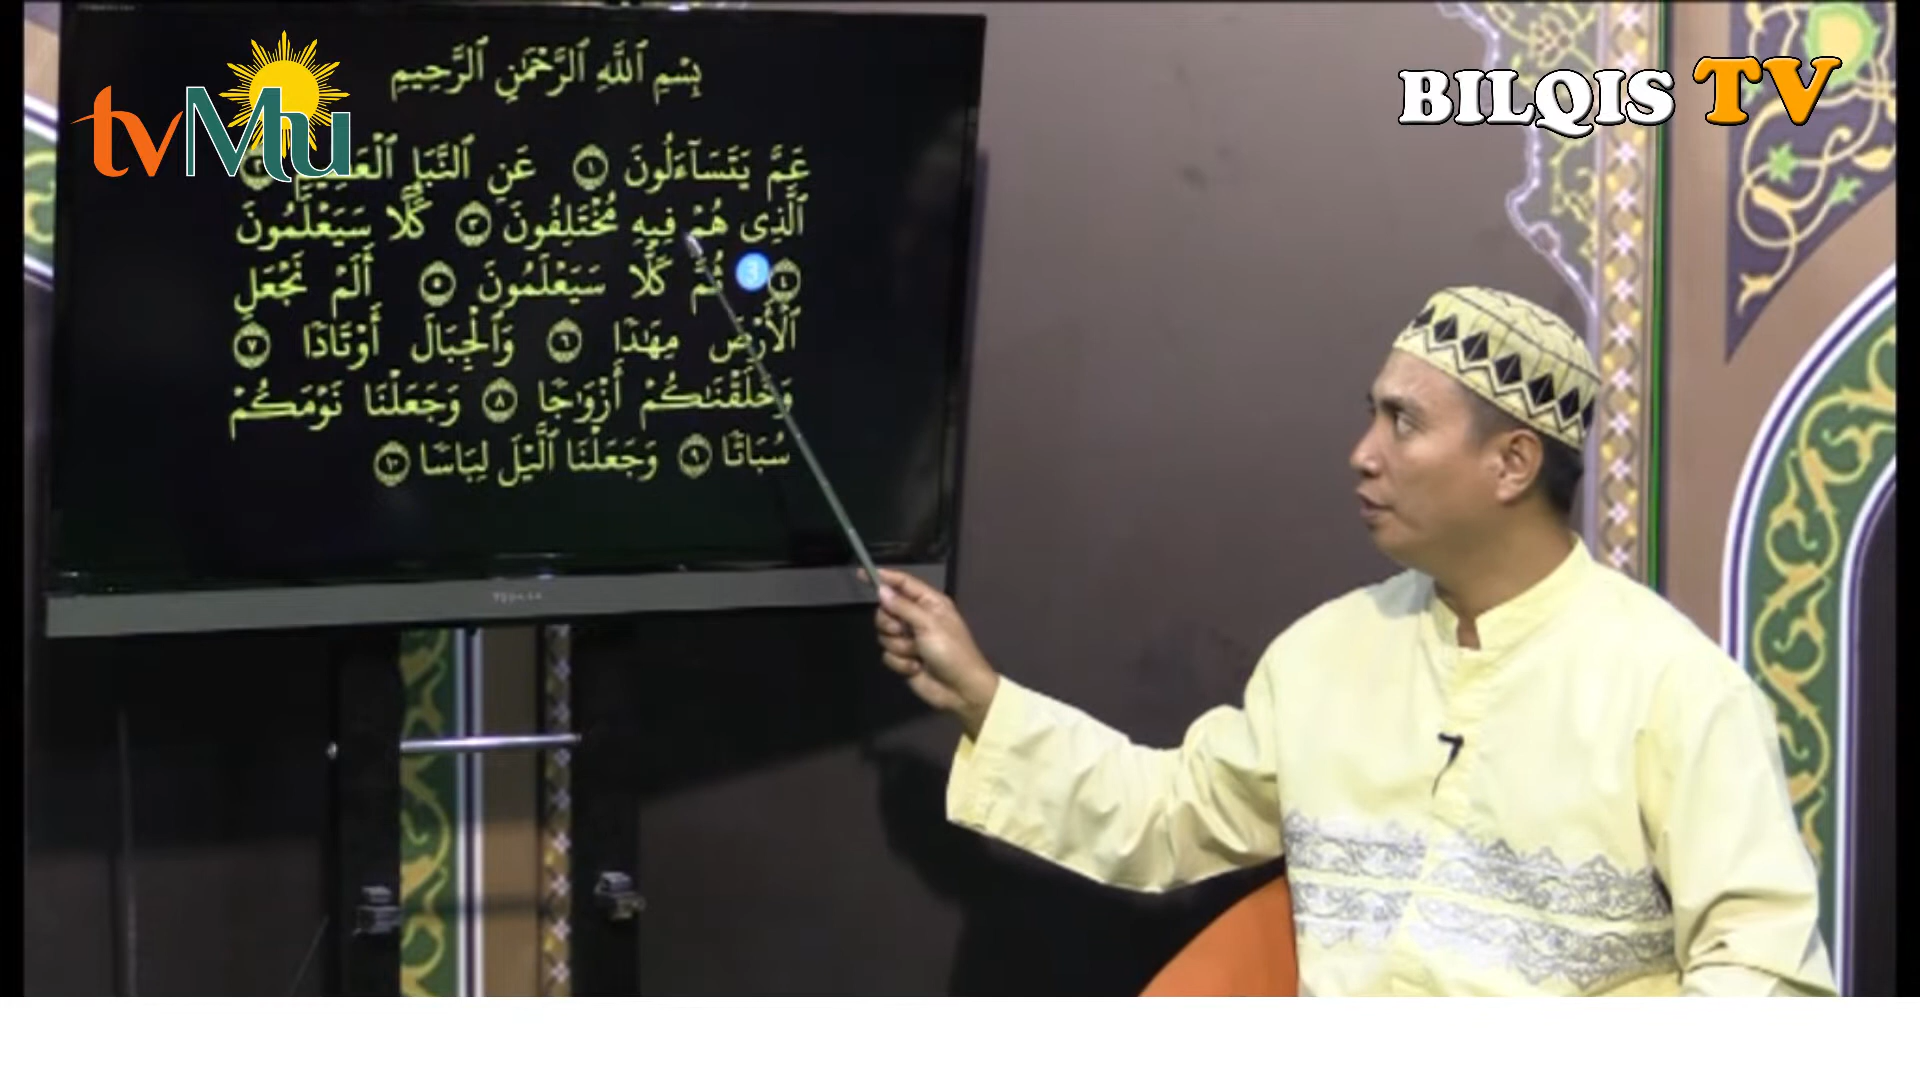 tvMu
BILQIS TV
بِسْمِ ٱللَّهِ ٱلرَّحْمَٰنِ ٱلرَّحِيمِ
عَمَّ يَتَسَآءَلُونَ ١ عَنِ ٱلنَّبَإِ ٱلْعَظِيمِ ٢
ٱلَّذِى هُمْ فِيهِ مُخْتَلِفُونَ ٣ كَلَّا سَيَعْلَمُونَ
٤ 3 ثُمَّ كَلَّا سَيَعْلَمُونَ ٥ أَلَمْ نَجْعَلِ
ٱلْأَرْضَ مِهَٰدًا ٦ وَٱلْجِبَالَ أَوْتَادًا ٧
وَخَلَقْنَٰكُمْ أَزْوَٰجًا ٨ وَجَعَلْنَا نَوْمَكُمْ
سُبَاتًا ٩ وَجَعَلْنَا ٱلَّيْلَ لِبَاسًا ١٠